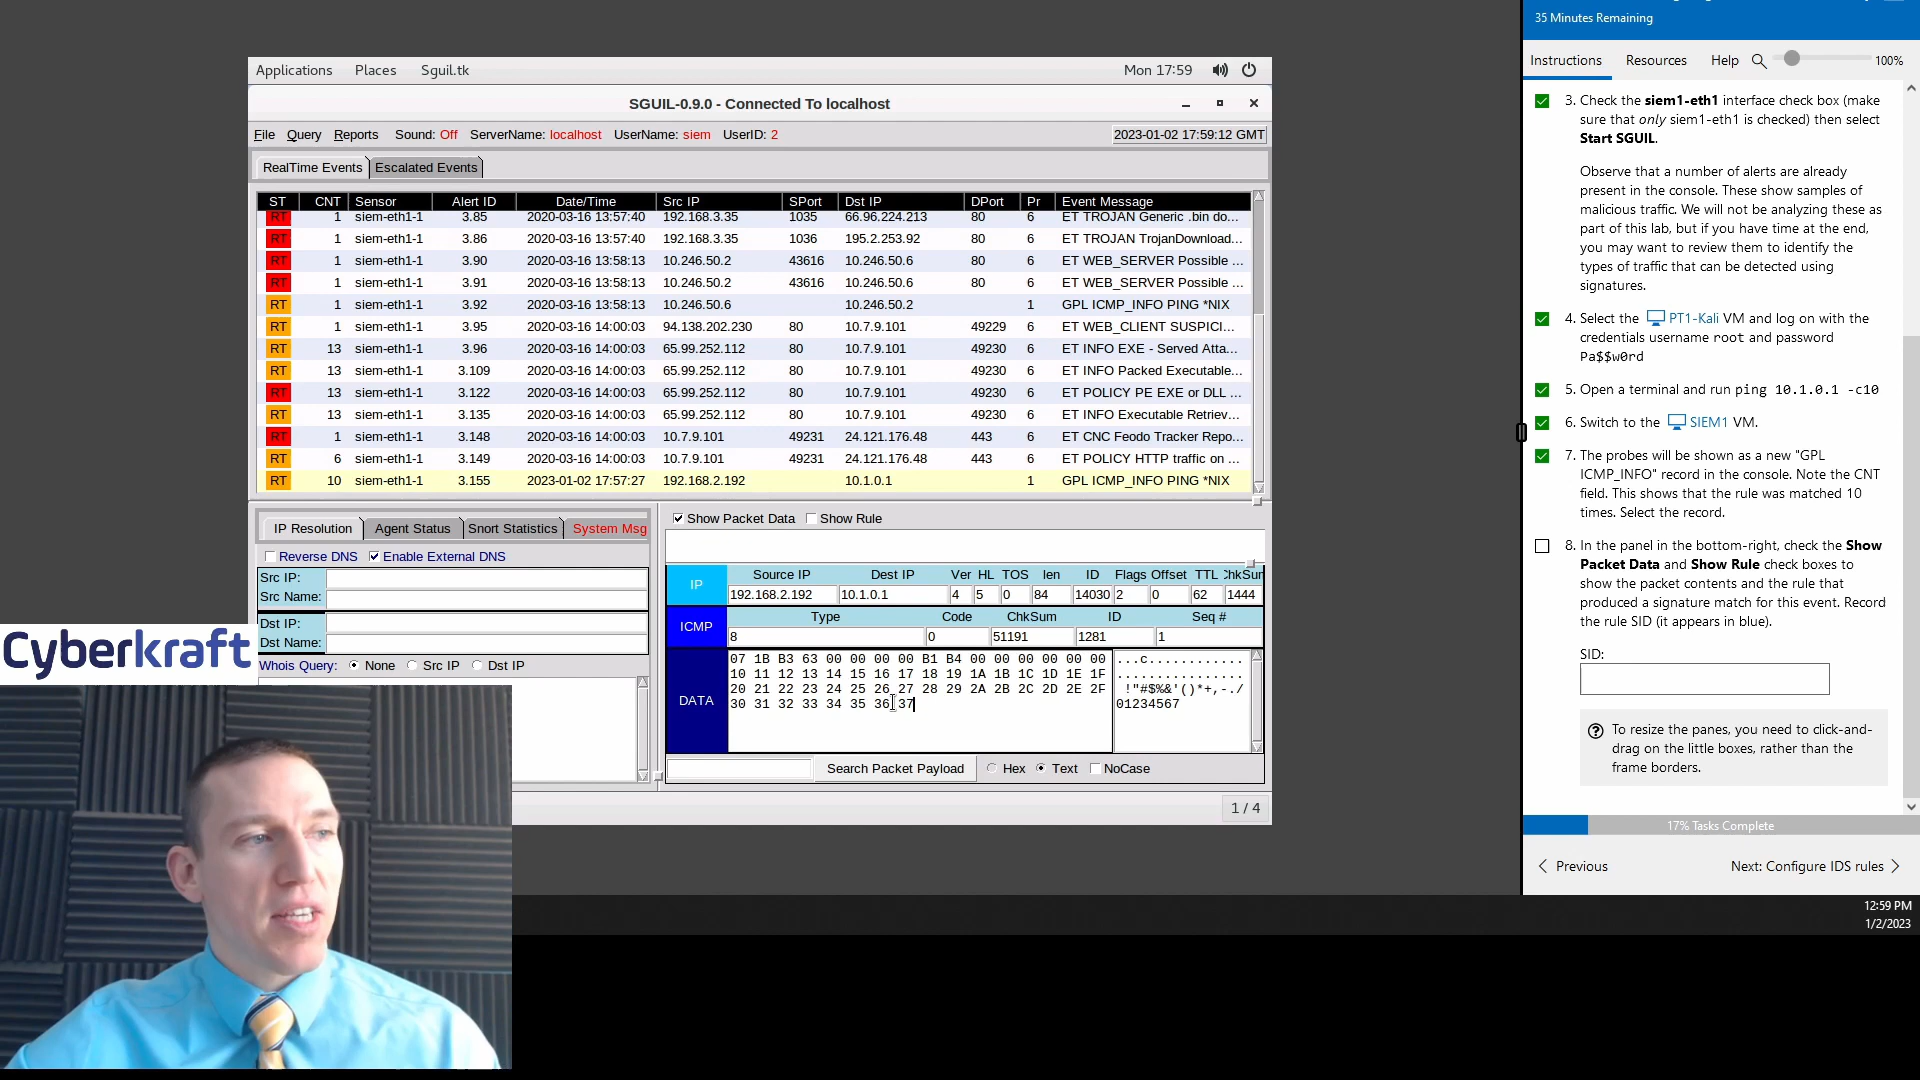 Applications Places Sguil.tk Mon 17:59
SGUIL-0.9.0 - Connected To localhost
File Query Reports Sound: Off ServerName: localhost UserName: siem UserID: 2 2023-01-02 17:59:12 GMT
RealTime Events Escalated Events
ST CNT Sensor Alert ID Date/Time Src IP SPort Dst IP DPort Pr Event Message
RT 1 siem-eth1-1 3.85 2020-03-16 13:57:40 192.168.3.35 1035 66.96.224.213 80 6 ET TROJAN Generic .bin do...
RT 1 siem-eth1-1 3.86 2020-03-16 13:57:40 192.168.3.35 1036 195.2.253.92 80 6 ET TROJAN TrojanDownload...
RT 1 siem-eth1-1 3.90 2020-03-16 13:58:13 10.246.50.2 43616 10.246.50.6 80 6 ET WEB_SERVER Possible ...
RT 1 siem-eth1-1 3.91 2020-03-16 13:58:13 10.246.50.2 43616 10.246.50.6 80 6 ET WEB_SERVER Possible ...
RT 1 siem-eth1-1 3.92 2020-03-16 13:58:13 10.246.50.6 10.246.50.2 1 GPL ICMP_INFO PING *NIX
RT 1 siem-eth1-1 3.95 2020-03-16 14:00:03 94.138.202.230 80 10.7.9.101 49229 6 ET WEB_CLIENT SUSPICI...
RT 13 siem-eth1-1 3.96 2020-03-16 14:00:03 65.99.252.112 80 10.7.9.101 49230 6 ET INFO EXE - Served Atta...
RT 13 siem-eth1-1 3.109 2020-03-16 14:00:03 65.99.252.112 80 10.7.9.101 49230 6 ET INFO Packed Executable...
RT 13 siem-eth1-1 3.122 2020-03-16 14:00:03 65.99.252.112 80 10.7.9.101 49230 6 ET POLICY PE EXE or DLL ...
RT 13 siem-eth1-1 3.135 2020-03-16 14:00:03 65.99.252.112 80 10.7.9.101 49230 6 ET INFO Executable Retriev...
RT 1 siem-eth1-1 3.148 2020-03-16 14:00:03 10.7.9.101 49231 24.121.176.48 443 6 ET CNC Feodo Tracker Repo...
RT 6 siem-eth1-1 3.149 2020-03-16 14:00:03 10.7.9.101 49231 24.121.176.48 443 6 ET POLICY HTTP traffic on ...
RT 10 siem-eth1-1 3.155 2023-01-02 17:57:27 192.168.2.192 10.1.0.1 1 GPL ICMP_INFO PING *NIX
IP Resolution Agent Status Snort Statistics System Msg
Reverse DNS Enable External DNS
Src IP:
Src Name:
Dst IP:
Dst Name:
Whois Query: None Src IP Dst IP
Show Packet Data Show Rule
IP
Source IP Dest IP Ver HL TOS len ID Flags Offset TTL ChkSum
192.168.2.192 10.1.0.1 4 5 0 84 14030 2 0 62 1444
ICMP
Type Code ChkSum ID Seq #
8 0 51191 1281 1
DATA
07 1B B3 63 00 00 00 00 B1 B4 00 00 00 00 00 00 ...c............
10 11 12 13 14 15 16 17 18 19 1A 1B 1C 1D 1E 1F ................
20 21 22 23 24 25 26 27 28 29 2A 2B 2C 2D 2E 2F !"#$%&'()*+,-./
30 31 32 33 34 35 36 37 01234567
Search Packet Payload Hex Text NoCase
1 / 4
Cyberkraft
35 Minutes Remaining
Instructions Resources Help 100%
3. Check the siem1-eth1 interface check box (make
sure that only siem1-eth1 is checked) then select
Start SGUIL.
Observe that a number of alerts are already
present in the console. These show samples of
malicious traffic. We will not be analyzing these as
part of this lab, but if you have time at the end,
you may want to review them to identify the
types of traffic that can be detected using
signatures.
4. Select the PT1-Kali VM and log on with the
credentials username root and password
Pa$$w0rd
5. Open a terminal and run ping 10.1.0.1 -c10
6. Switch to the SIEM1 VM.
7. The probes will be shown as a new "GPL
ICMP_INFO" record in the console. Note the CNT
field. This shows that the rule was matched 10
times. Select the record.
8. In the panel in the bottom-right, check the Show
Packet Data and Show Rule check boxes to
show the packet contents and the rule that
produced a signature match for this event. Record
the rule SID (it appears in blue).
SID:
To resize the panes, you need to click-and-
drag on the little boxes, rather than the
frame borders.
17% Tasks Complete
Previous Next: Configure IDS rules
12:59 PM
1/2/2023